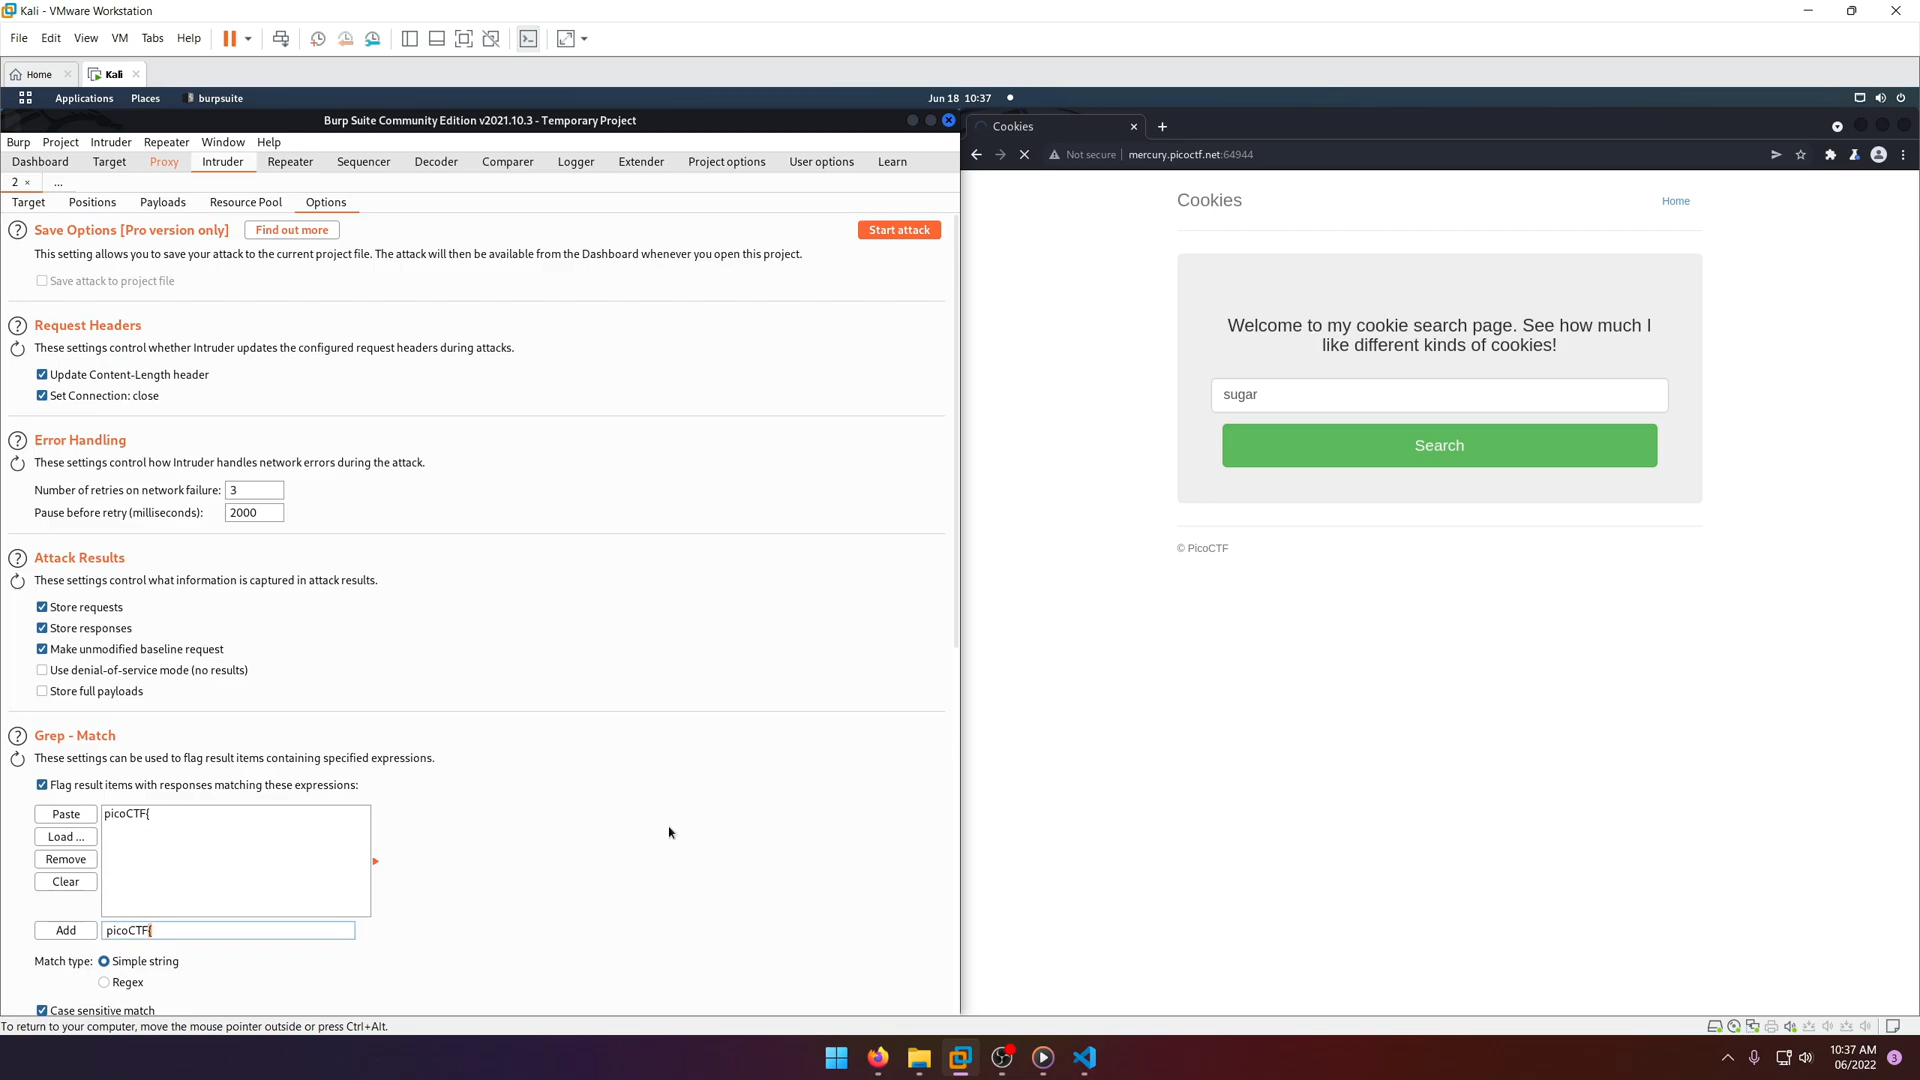 Kali - VMware Workstation
File Edit View VM Tabs Help
Home Kali
Applications Places burpsuite Jun 18 10:37
Burp Suite Community Edition v2021.10.3 - Temporary Project
Burp Project Intruder Repeater Window Help
Dashboard Target Proxy Intruder Repeater Sequencer Decoder Comparer Logger Extender Project options User options Learn
2 × ...
Target Positions Payloads Resource Pool Options
? Save Options [Pro version only] Find out more Start attack
This setting allows you to save your attack to the current project file. The attack will then be available from the Dashboard whenever you open this project.
Save attack to project file
? Request Headers
These settings control whether Intruder updates the configured request headers during attacks.
Update Content-Length header
Set Connection: close
? Error Handling
These settings control how Intruder handles network errors during the attack.
Number of retries on network failure: 3
Pause before retry (milliseconds): 2000
? Attack Results
These settings control what information is captured in attack results.
Store requests
Store responses
Make unmodified baseline request
Use denial-of-service mode (no results)
Store full payloads
? Grep - Match
These settings can be used to flag result items containing specified expressions.
Flag result items with responses matching these expressions:
Paste picoCTF{
Load ...
Remove
Clear
Add picoCTF{
Match type: Simple string
Regex
Case sensitive match
Cookies
Not secure mercury.picoctf.net:64944
Cookies Home
Welcome to my cookie search page. See how much I
like different kinds of cookies!
sugar
Search
© PicoCTF
To return to your computer, move the mouse pointer outside or press Ctrl+Alt.
10:37 AM
06/2022 3